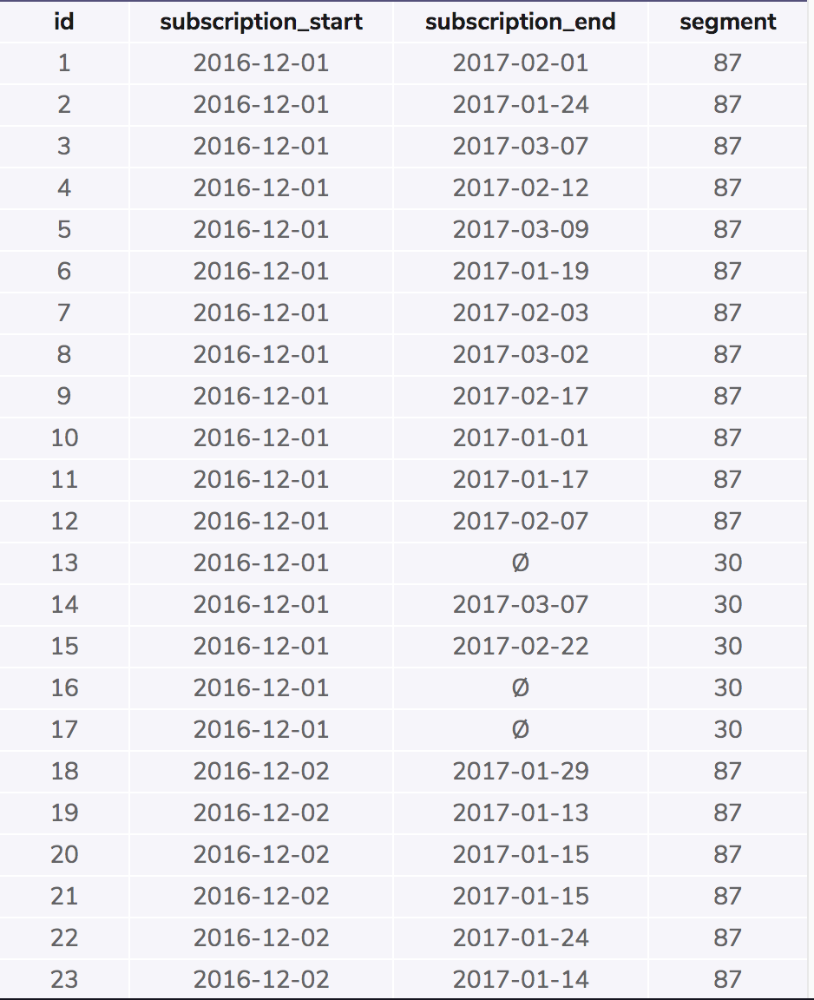 id subscription_start subscription_end segment
1 2016-12-01 2017-02-01 87
2 2016-12-01 2017-01-24 87
3 2016-12-01 2017-03-07 87
4 2016-12-01 2017-02-12 87
5 2016-12-01 2017-03-09 87
6 2016-12-01 2017-01-19 87
7 2016-12-01 2017-02-03 87
8 2016-12-01 2017-03-02 87
9 2016-12-01 2017-02-17 87
10 2016-12-01 2017-01-01 87
11 2016-12-01 2017-01-17 87
12 2016-12-01 2017-02-07 87
13 2016-12-01 Ø 30
14 2016-12-01 2017-03-07 30
15 2016-12-01 2017-02-22 30
16 2016-12-01 Ø 30
17 2016-12-01 Ø 30
18 2016-12-02 2017-01-29 87
19 2016-12-02 2017-01-13 87
20 2016-12-02 2017-01-15 87
21 2016-12-02 2017-01-15 87
22 2016-12-02 2017-01-24 87
23 2016-12-02 2017-01-14 87